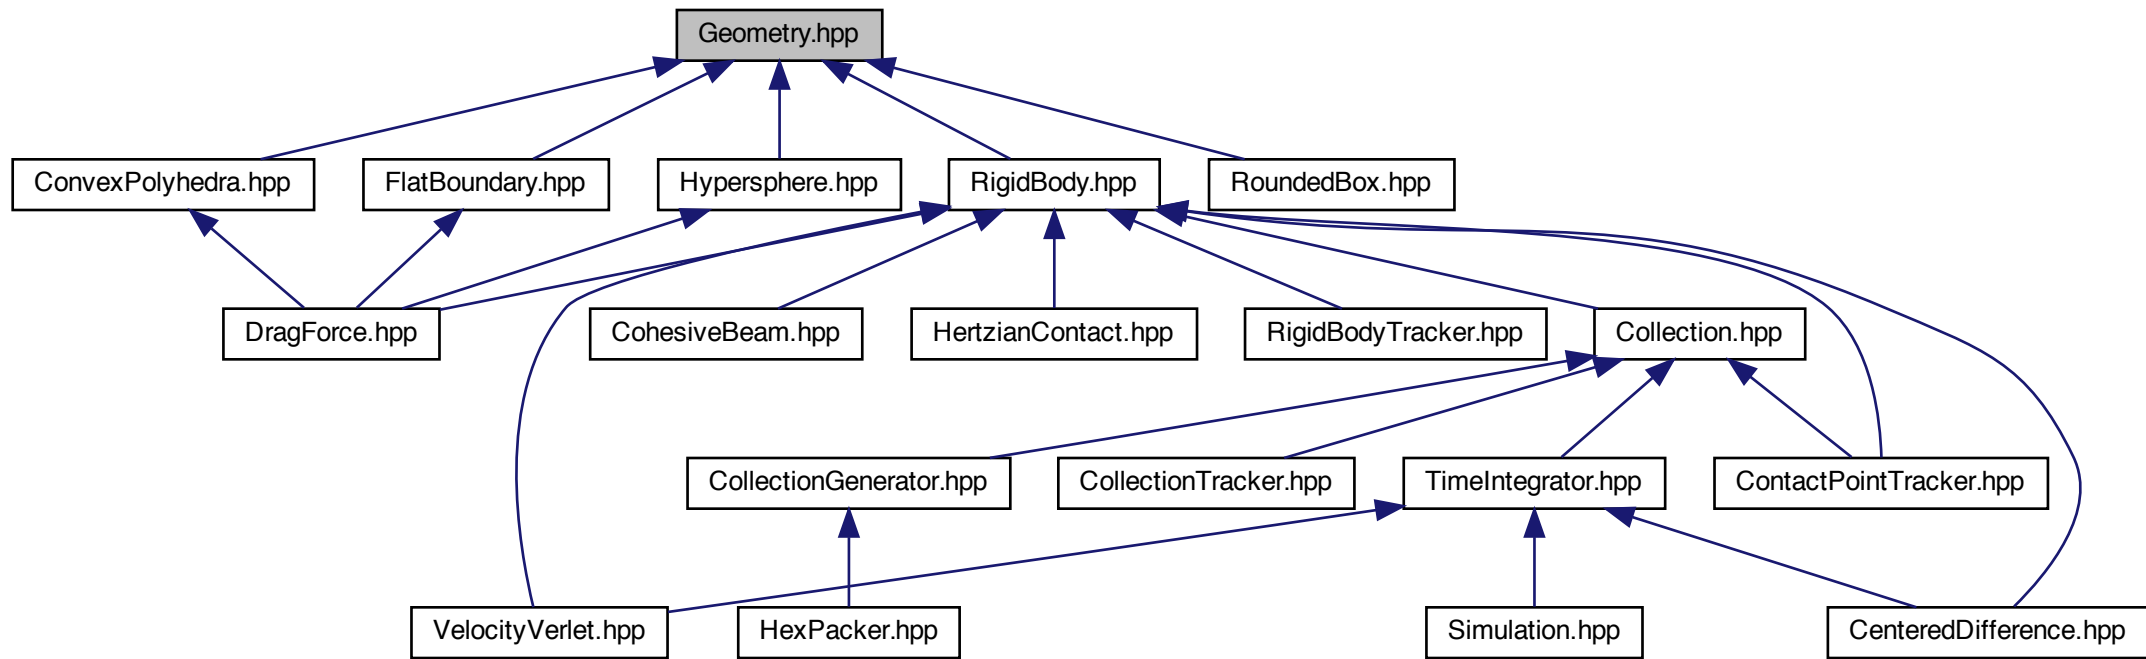 Geometry.hpp
ConvexPolyhedra.hpp
FlatBoundary.hpp
Hypersphere.hpp
RigidBody.hpp
RoundedBox.hpp
DragForce.hpp
CohesiveBeam.hpp
HertzianContact.hpp
RigidBodyTracker.hpp
Collection.hpp
CollectionGenerator.hpp
CollectionTracker.hpp
TimeIntegrator.hpp
ContactPointTracker.hpp
VelocityVerlet.hpp
HexPacker.hpp
Simulation.hpp
CenteredDifference.hpp